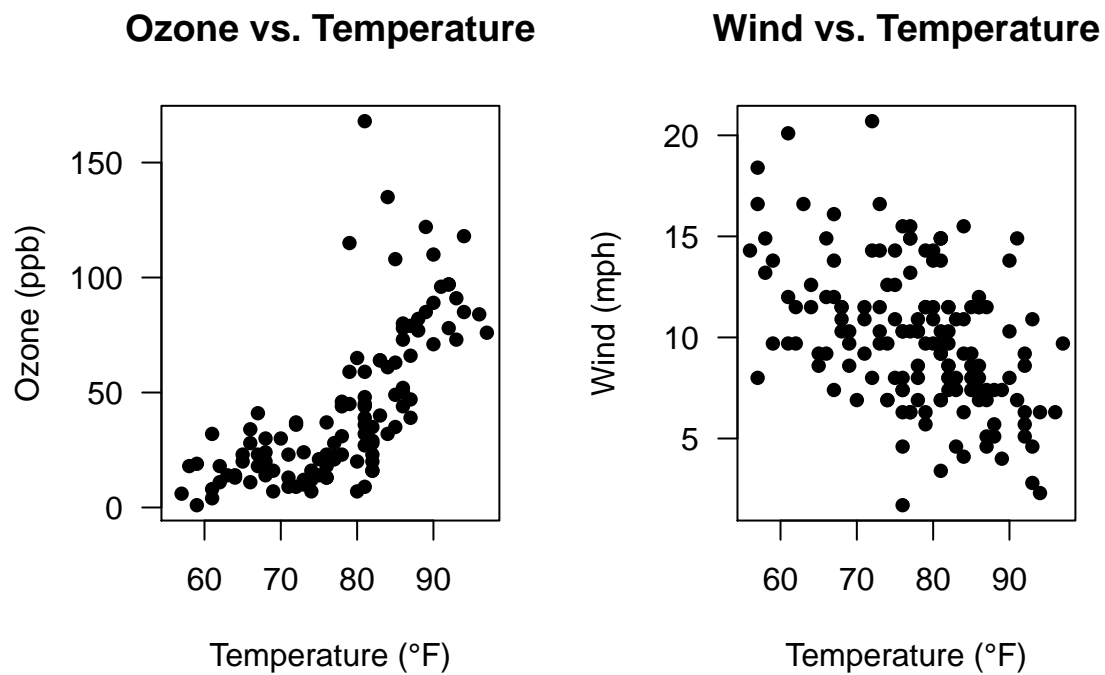 Ozone vs. Temperature
Ozone (ppb)
150
100
50
0
60 70 80 90
Temperature (°F)
Wind vs. Temperature
Wind (mph)
20
15
10
5
60 70 80 90
Temperature (°F)